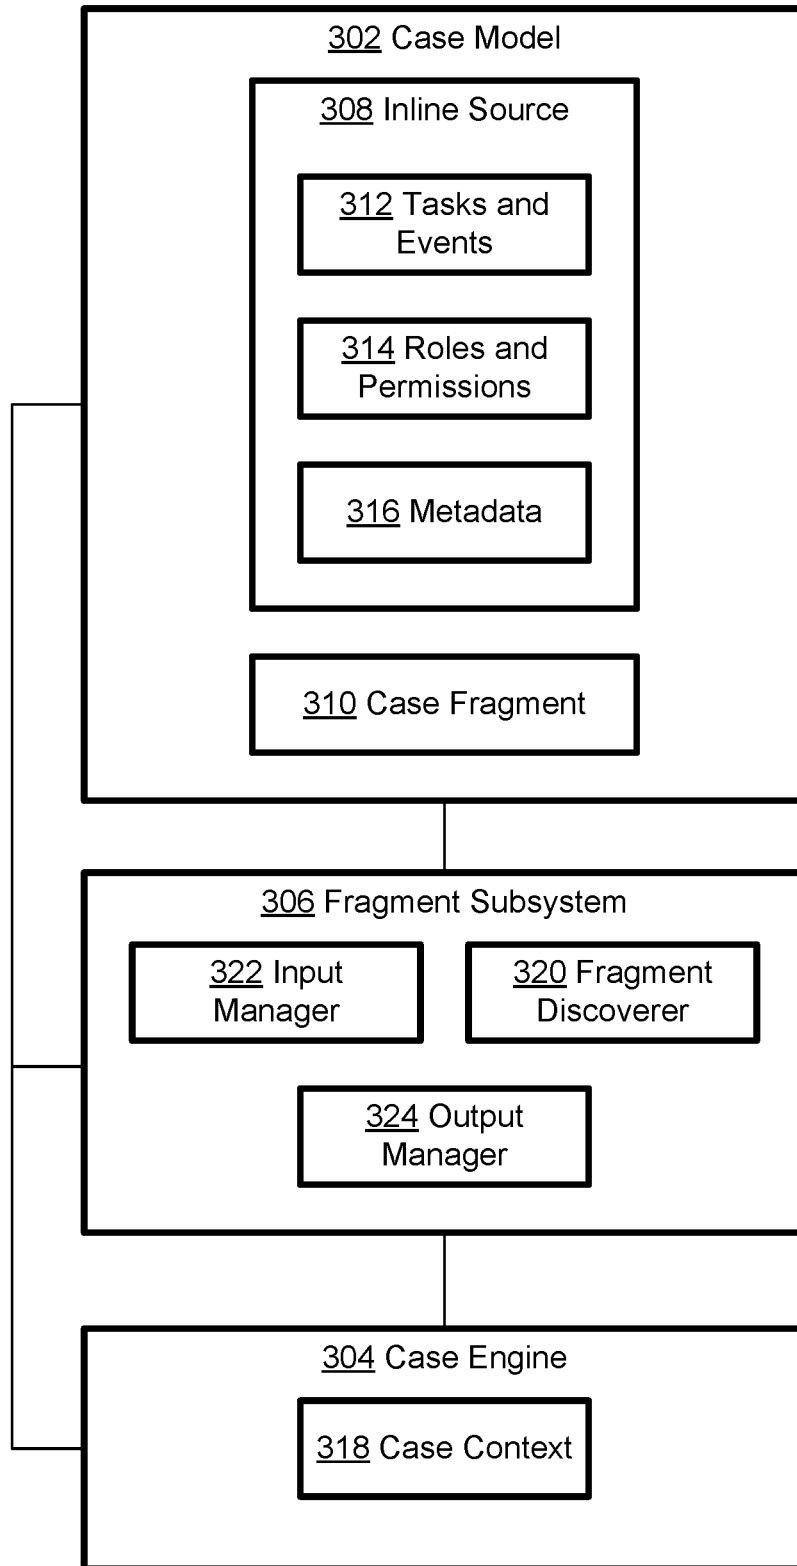 302 Case Model
308 Inline Source
312 Tasks and
Events
314 Roles and
Permissions
316 Metadata
310 Case Fragment
306 Fragment Subsystem
322 Input
Manager
320 Fragment
Discoverer
324 Output
Manager
304 Case Engine
318 Case Context